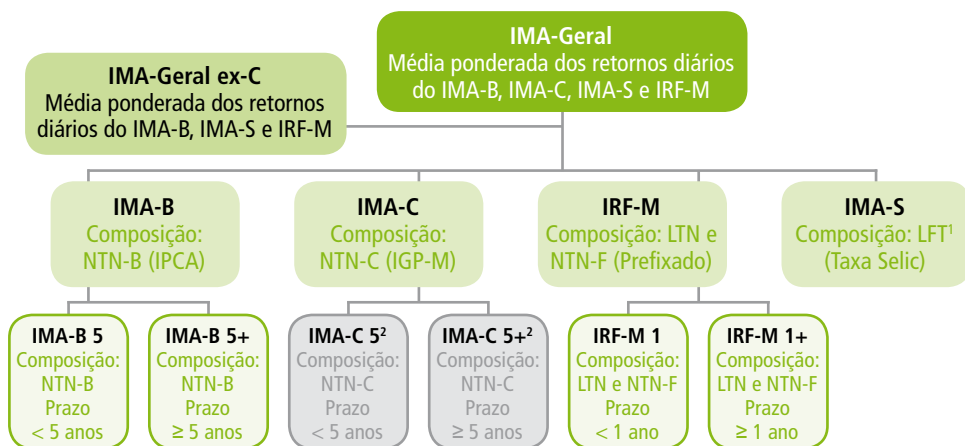 IMA-Geral
Média ponderada dos retornos diários
do IMA-B, IMA-C, IMA-S e IRF-M
IMA-Geral ex-C
Média ponderada dos retornos
diários do IMA-B, IMA-S e IRF-M
IMA-B
Composição:
NTN-B (IPCA)
IMA-C
Composição:
NTN-C (IGP-M)
IRF-M
Composição: LTN e
NTN-F (Prefixado)
IMA-S
Composição: LFT¹
(Taxa Selic)
IMA-B 5
Composição:
NTN-B
Prazo
< 5 anos
IMA-B 5+
Composição:
NTN-B
Prazo
≥ 5 anos
IMA-C 5²
Composição:
NTN-C
Prazo
< 5 anos
IMA-C 5+²
Composição:
NTN-C
Prazo
≥ 5 anos
IRF-M 1
Composição:
LTN e NTN-F
Prazo
< 1 ano
IRF-M 1+
Composição:
LTN e NTN-F
Prazo
≥ 1 ano